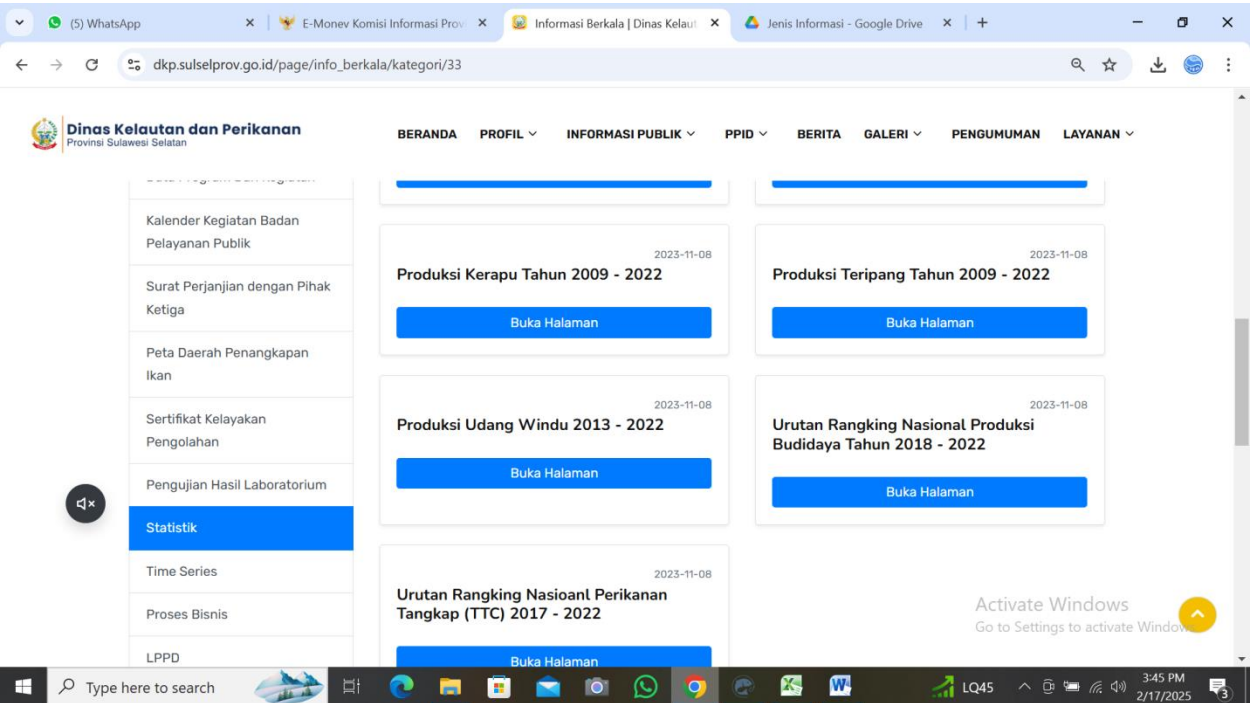 (5) WhatsApp
E-Monev Komisi Informasi Prov
Informasi Berkala | Dinas Kelaut
Jenis Informasi - Google Drive
dkp.sulselprov.go.id/page/info_berkala/kategori/33
Dinas Kelautan dan Perikanan
Provinsi Sulawesi Selatan
BERANDA PROFIL INFORMASI PUBLIK PPID BERITA GALERI PENGUMUMAN LAYANAN
Kalender Kegiatan Badan
Pelayanan Publik
Surat Perjanjian dengan Pihak
Ketiga
Peta Daerah Penangkapan
Ikan
Sertifikat Kelayakan
Pengolahan
Pengujian Hasil Laboratorium
Statistik
Time Series
Proses Bisnis
LPPD
2023-11-08
Produksi Kerapu Tahun 2009 - 2022
Buka Halaman
2023-11-08
Produksi Teripang Tahun 2009 - 2022
Buka Halaman
2023-11-08
Produksi Udang Windu 2013 - 2022
Buka Halaman
2023-11-08
Urutan Rangking Nasional Produksi
Budidaya Tahun 2018 - 2022
Buka Halaman
2023-11-08
Urutan Rangking Nasioanl Perikanan
Tangkap (TTC) 2017 - 2022
Buka Halaman
Activate Windows
Go to Settings to activate Windows.
Type here to search
LQ45
3:45 PM
2/17/2025
3